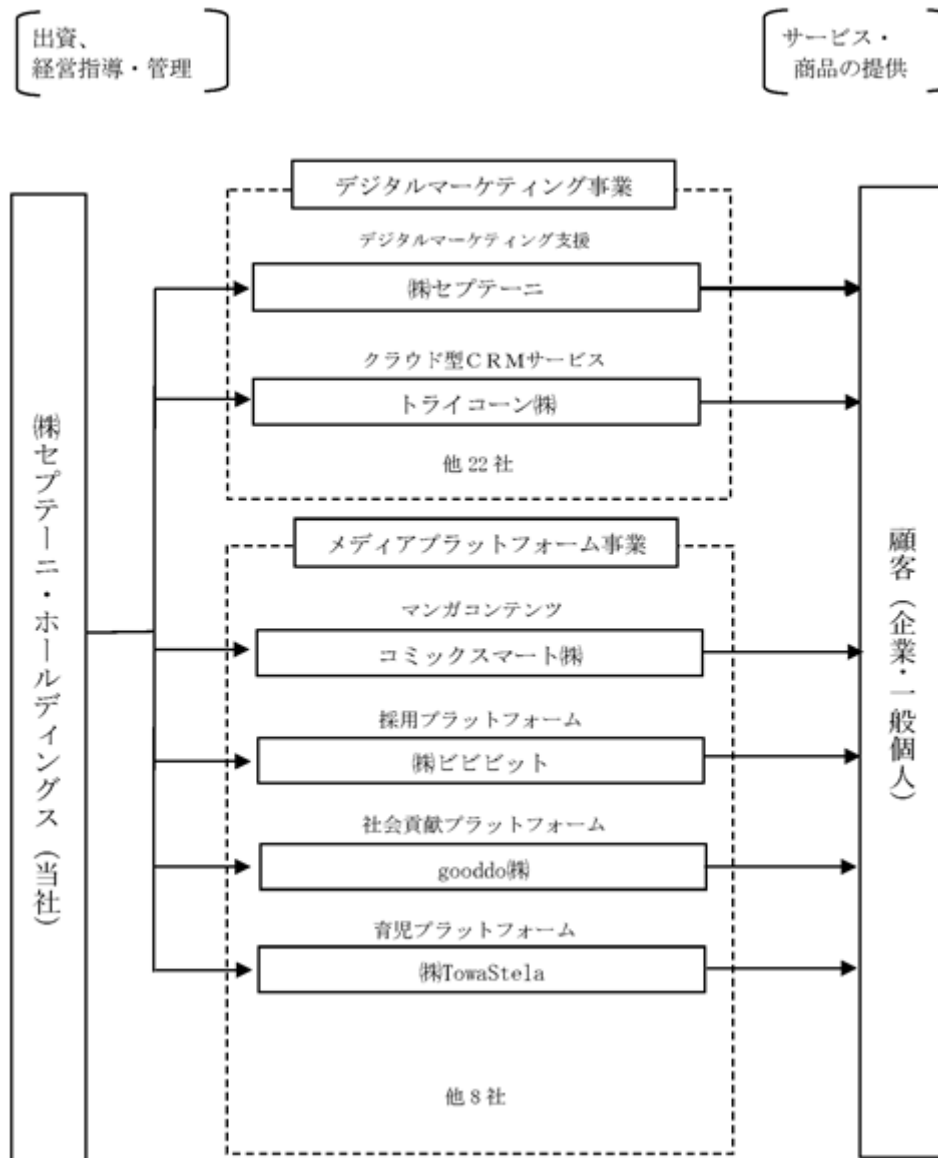 出資、
経営指導・管理
サービス・
商品の提供
㈱セプテーニ・ホールディングス（当社）
デジタルマーケティング事業
デジタルマーケティング支援
㈱セプテーニ
クラウド型ＣＲＭサービス
トライコーン㈱
他 22 社
メディアプラットフォーム事業
マンガコンテンツ
コミックスマート㈱
採用プラットフォーム
㈱ビビビット
社会貢献プラットフォーム
gooddo㈱
育児プラットフォーム
㈱TowaStela
他 8 社
顧客（企業・一般個人）